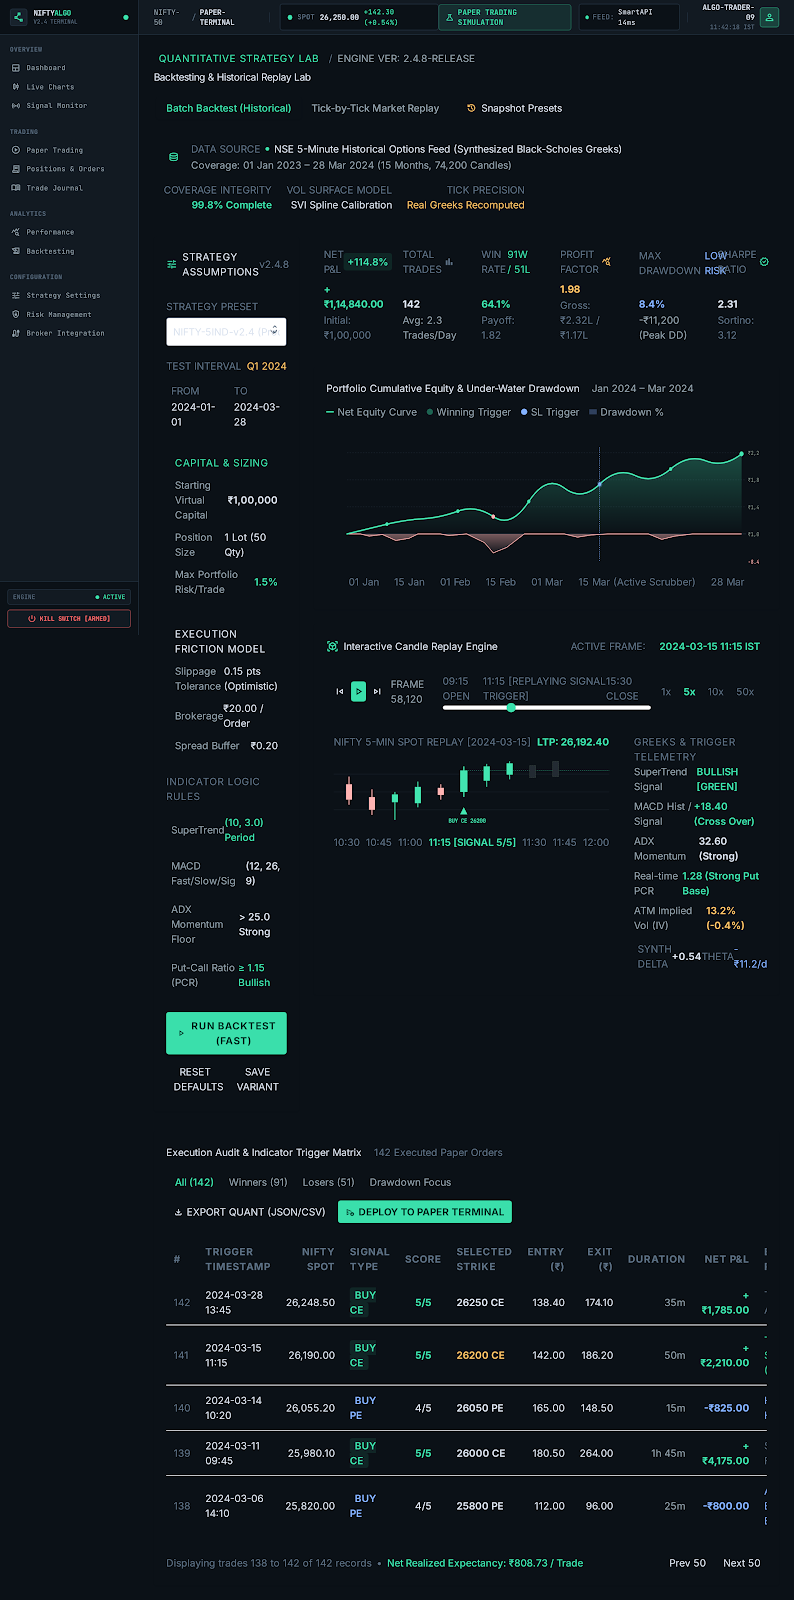 NIFTYALGO
V2.4 TERMINAL
OVERVIEW
Dashboard
Live Charts
Signal Monitor
TRADING
Paper Trading
Positions & Orders
Trade Journal
ANALYTICS
Performance
Backtesting
CONFIGURATION
Strategy Settings
Risk Management
Broker Integration
ENGINE
ACTIVE
KILL SWITCH [ARMED]
NIFTY-50 / PAPER-TERMINAL
SPOT 26,250.00 +142.30 (+0.54%)
PAPER TRADING SIMULATION
FEED: SmartAPI 14ms
ALGO-TRADER-09
11:42:18 IST
QUANTITATIVE STRATEGY LAB / ENGINE VER: 2.4.8-RELEASE
Backtesting & Historical Replay Lab
Batch Backtest (Historical)
Tick-by-Tick Market Replay
Snapshot Presets
DATA SOURCE • NSE 5-Minute Historical Options Feed (Synthesized Black-Scholes Greeks)
Coverage: 01 Jan 2023 – 28 Mar 2024 (15 Months, 74,200 Candles)
COVERAGE INTEGRITY
99.8% Complete
VOL SURFACE MODEL
SVI Spline Calibration
TICK PRECISION
Real Greeks Recomputed
STRATEGY ASSUMPTIONS
v2.4.8
STRATEGY PRESET
NIFTY-5IND-v2.4
TEST INTERVAL Q1 2024
FROM
2024-01-01
TO
2024-03-28
CAPITAL & SIZING
Starting Virtual Capital
₹1,00,000
Position Size
1 Lot (50 Qty)
Max Portfolio Risk/Trade
1.5%
EXECUTION FRICTION MODEL
Slippage Tolerance
0.15 pts (Optimistic)
Brokerage
₹20.00 / Order
Spread Buffer
₹0.20
INDICATOR LOGIC RULES
SuperTrend
(10, 3.0) Period
MACD Fast/Slow/Sig
(12, 26, 9)
ADX Momentum Floor
> 25.0 Strong
Put-Call Ratio (PCR)
≥ 1.15 Bullish
RUN BACKTEST (FAST)
RESET DEFAULTS
SAVE VARIANT
NET P&L
+114.8%
+
₹1,14,840.00
Initial: ₹1,00,000
TOTAL TRADES
142
Avg: 2.3 Trades/Day
WIN RATE
91W / 51L
64.1%
Payoff: 1.82
PROFIT FACTOR
1.98
Gross: ₹2.32L / ₹1.17L
MAX DRAWDOWN
LOW RISK
8.4%
-₹11,200 (Peak DD)
SHARPE RATIO
2.31
Sortino: 3.12
Portfolio Cumulative Equity & Under-Water Drawdown
Jan 2024 – Mar 2024
Net Equity Curve
Winning Trigger
SL Trigger
Drawdown %
₹2,2
₹1,8
₹1,4
₹1,0
-8.4
01 Jan
15 Jan
01 Feb
15 Feb
01 Mar
15 Mar (Active Scrubber)
28 Mar
Interactive Candle Replay Engine
ACTIVE FRAME: 2024-03-15 11:15 IST
FRAME 58,120
09:15 OPEN
11:15 [REPLAYING SIGNAL TRIGGER]
15:30 CLOSE
1x
5x
10x
50x
NIFTY 5-MIN SPOT REPLAY [2024-03-15]
LTP: 26,192.40
BUY CE 26200
10:30
10:45
11:00
11:15 [SIGNAL 5/5]
11:30
11:45
12:00
GREEKS & TRIGGER TELEMETRY
SuperTrend Signal
BULLISH [GREEN]
MACD Hist / Signal
+18.40 (Cross Over)
ADX Momentum
32.60 (Strong)
Real-time PCR
1.28 (Strong Put Base)
ATM Implied Vol (IV)
13.2% (-0.4%)
SYNTH DELTA
+0.54
THETA
-₹11.2/d
Execution Audit & Indicator Trigger Matrix
142 Executed Paper Orders
All (142)
Winners (91)
Losers (51)
Drawdown Focus
EXPORT QUANT (JSON/CSV)
DEPLOY TO PAPER TERMINAL
# TRIGGER TIMESTAMP NIFTY SPOT SIGNAL TYPE SCORE SELECTED STRIKE ENTRY (₹) EXIT (₹) DURATION NET P&L
142 2024-03-28 13:45 26,248.50 BUY CE 5/5 26250 CE 138.40 174.10 35m +₹1,785.00
141 2024-03-15 11:15 26,190.00 BUY CE 5/5 26200 CE 142.00 186.20 50m +₹2,210.00
140 2024-03-14 10:20 26,055.20 BUY PE 4/5 26050 PE 165.00 148.50 15m -₹825.00
139 2024-03-11 09:45 25,980.10 BUY CE 5/5 26000 CE 180.50 264.00 1h 45m +₹4,175.00
138 2024-03-06 14:10 25,820.00 BUY PE 4/5 25800 PE 112.00 96.00 25m -₹800.00
Displaying trades 138 to 142 of 142 records • Net Realized Expectancy: ₹808.73 / Trade
Prev 50
Next 50